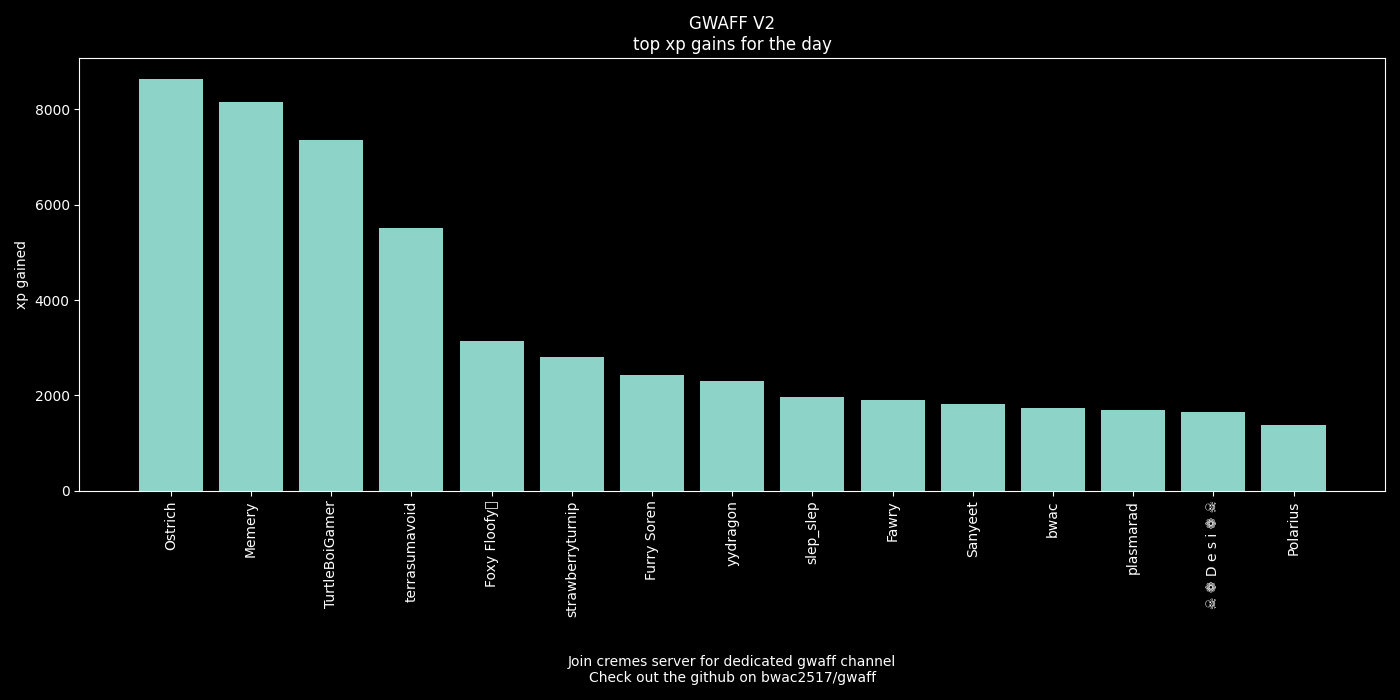 GWAFF V2
top xp gains for the day
xp gained
8000
6000
4000
2000
0
Ostrich
Memery
TurtleBoiGamer
terrasumavoid
Foxy Floofy▯
strawberryturnip
Furry Soren
yydragon
slep_slep
Fawry
Sanyeet
bwac
plasmarad
☠ ❁ D e s i ❁ ☠
Polarius
Join cremes server for dedicated gwaff channel
Check out the github on bwac2517/gwaff